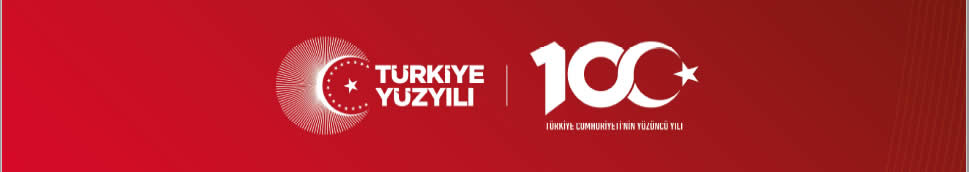 TÜRKİYE
YÜZYILI
100
TÜRKİYE CUMHURİYETİ'NİN YÜZÜNCÜ YILI